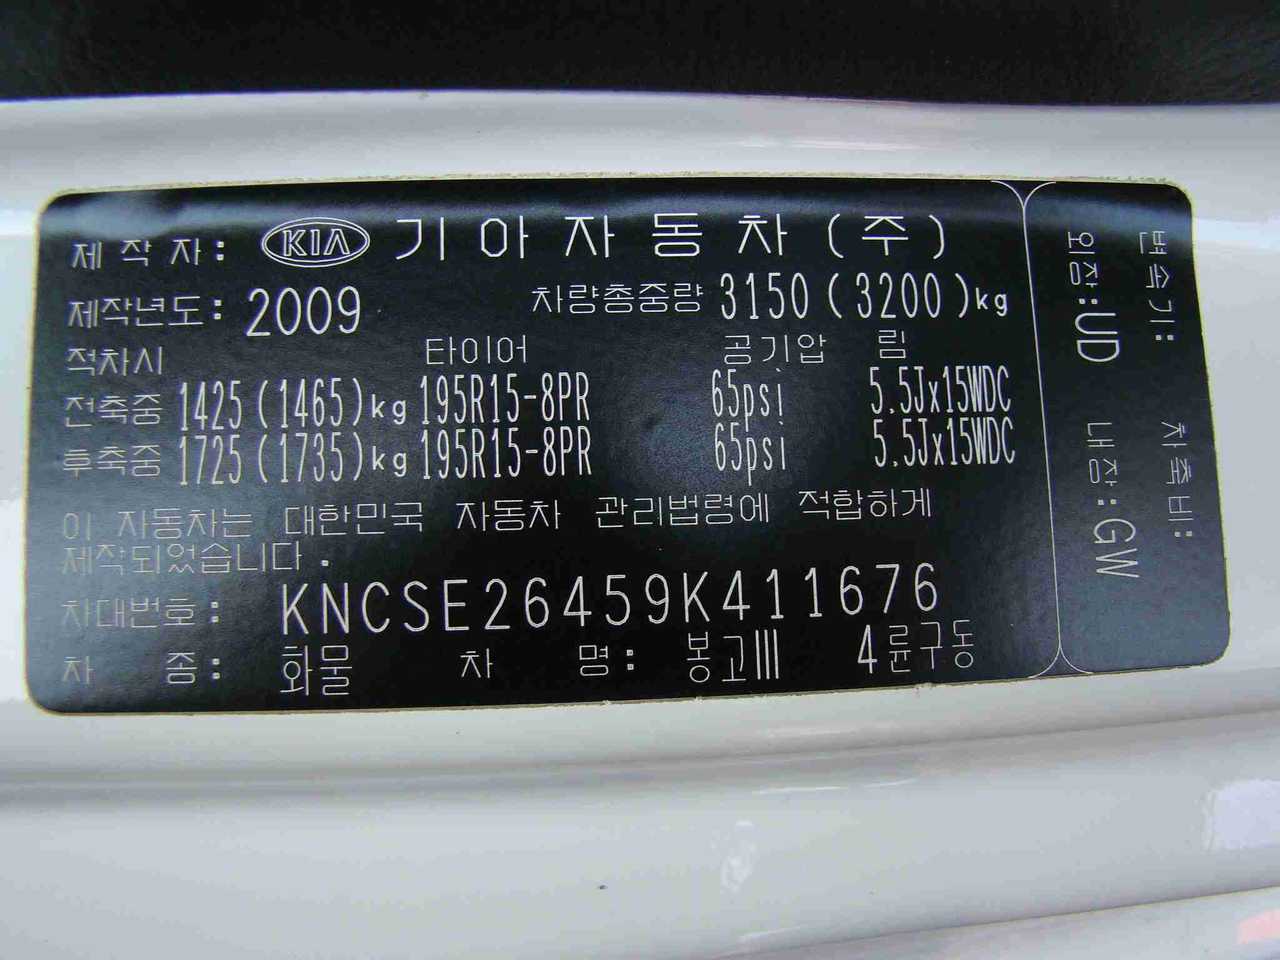 제 작 자 : KIA 기 아 자 동 차 ( 주 )
제작년도 : 2009 차량총중량 3150 ( 3200 ) kg
적차시 타이어 공기압 림
전축중 1425 ( 1465 ) kg 195R15-8PR 65psi 5.5Jx15WDC
후축중 1725 ( 1735 ) kg 195R15-8PR 65psi 5.5Jx15WDC
이 자동차는 대한민국 자동차 관리법령에 적합하게
제작되었습니다 .
차대번호 : KNCSE26459K411676
차 종 : 화물 차 명 : 봉고III 4륜구동
변속기 : 차축비 :
외장 : UD 내장 : GW